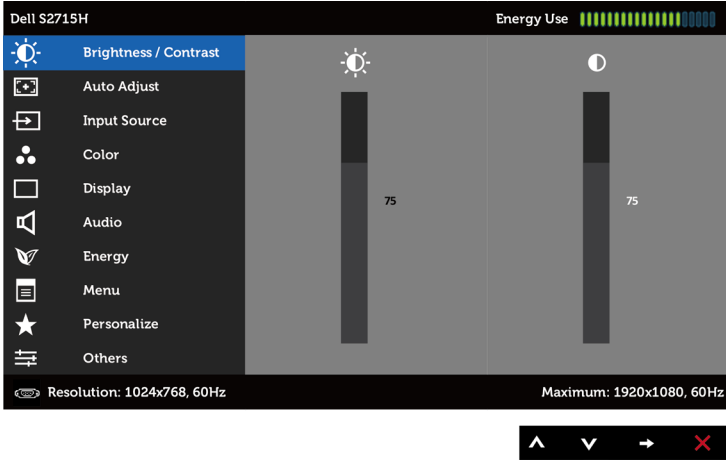 Dell S2715H
Energy Use
Brightness / Contrast
Auto Adjust
Input Source
Color
Display
Audio
Energy
Menu
Personalize
Others
75
75
Resolution: 1024x768, 60Hz
Maximum: 1920x1080, 60Hz